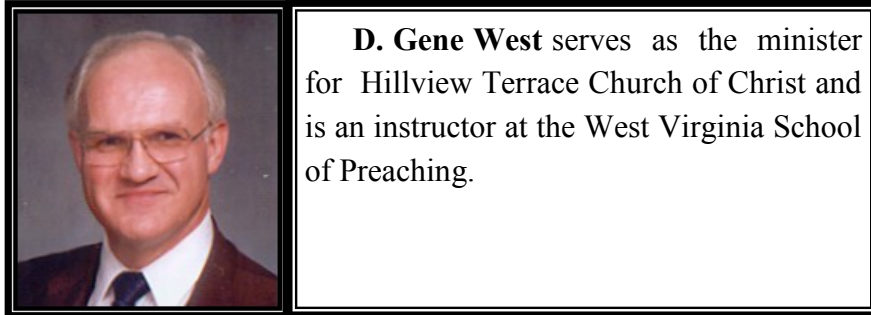 D. Gene West serves as the minister
for Hillview Terrace Church of Christ and
is an instructor at the West Virginia School
of Preaching.